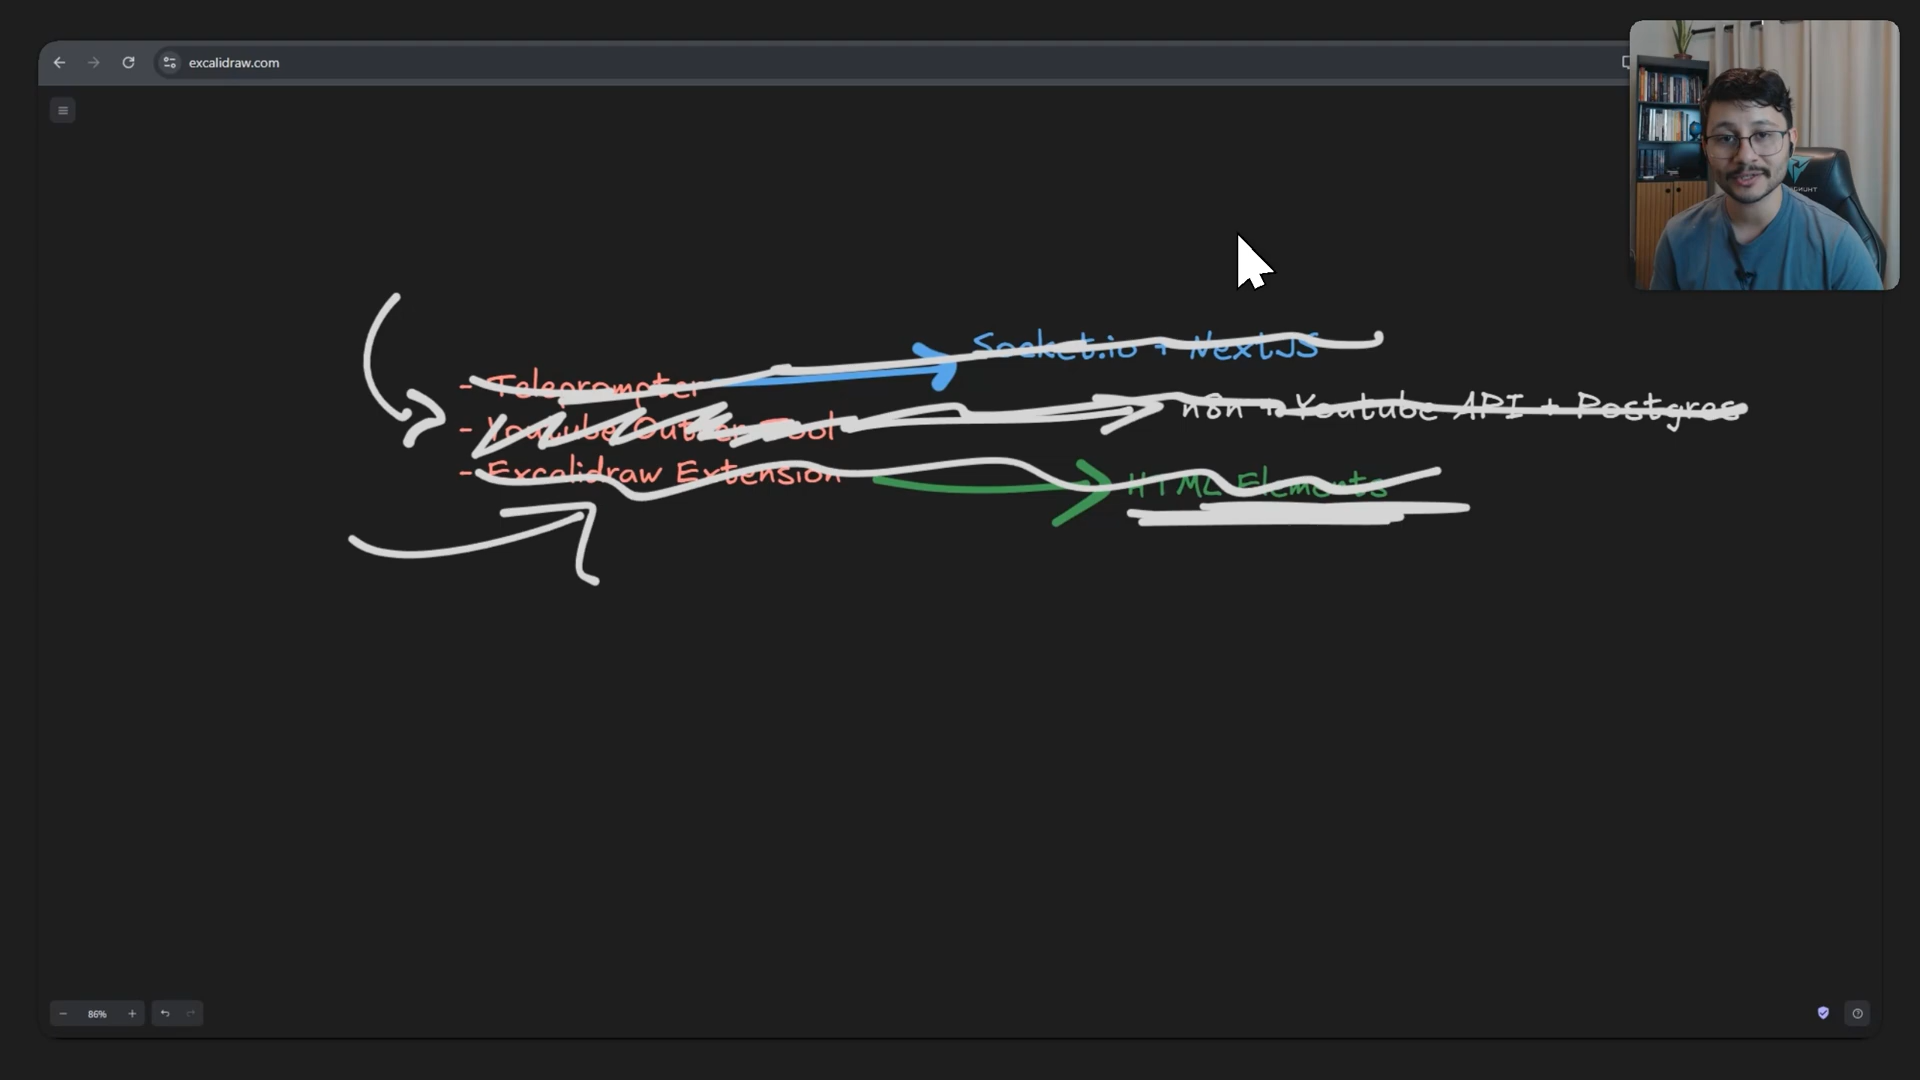 excalidraw.com
Socket.io + NextJS
- Teleprompter
n8n + Youtube API + Postgres
- Youtube Outlier Tool
- Excalidraw Extension
HTML Elements
86%